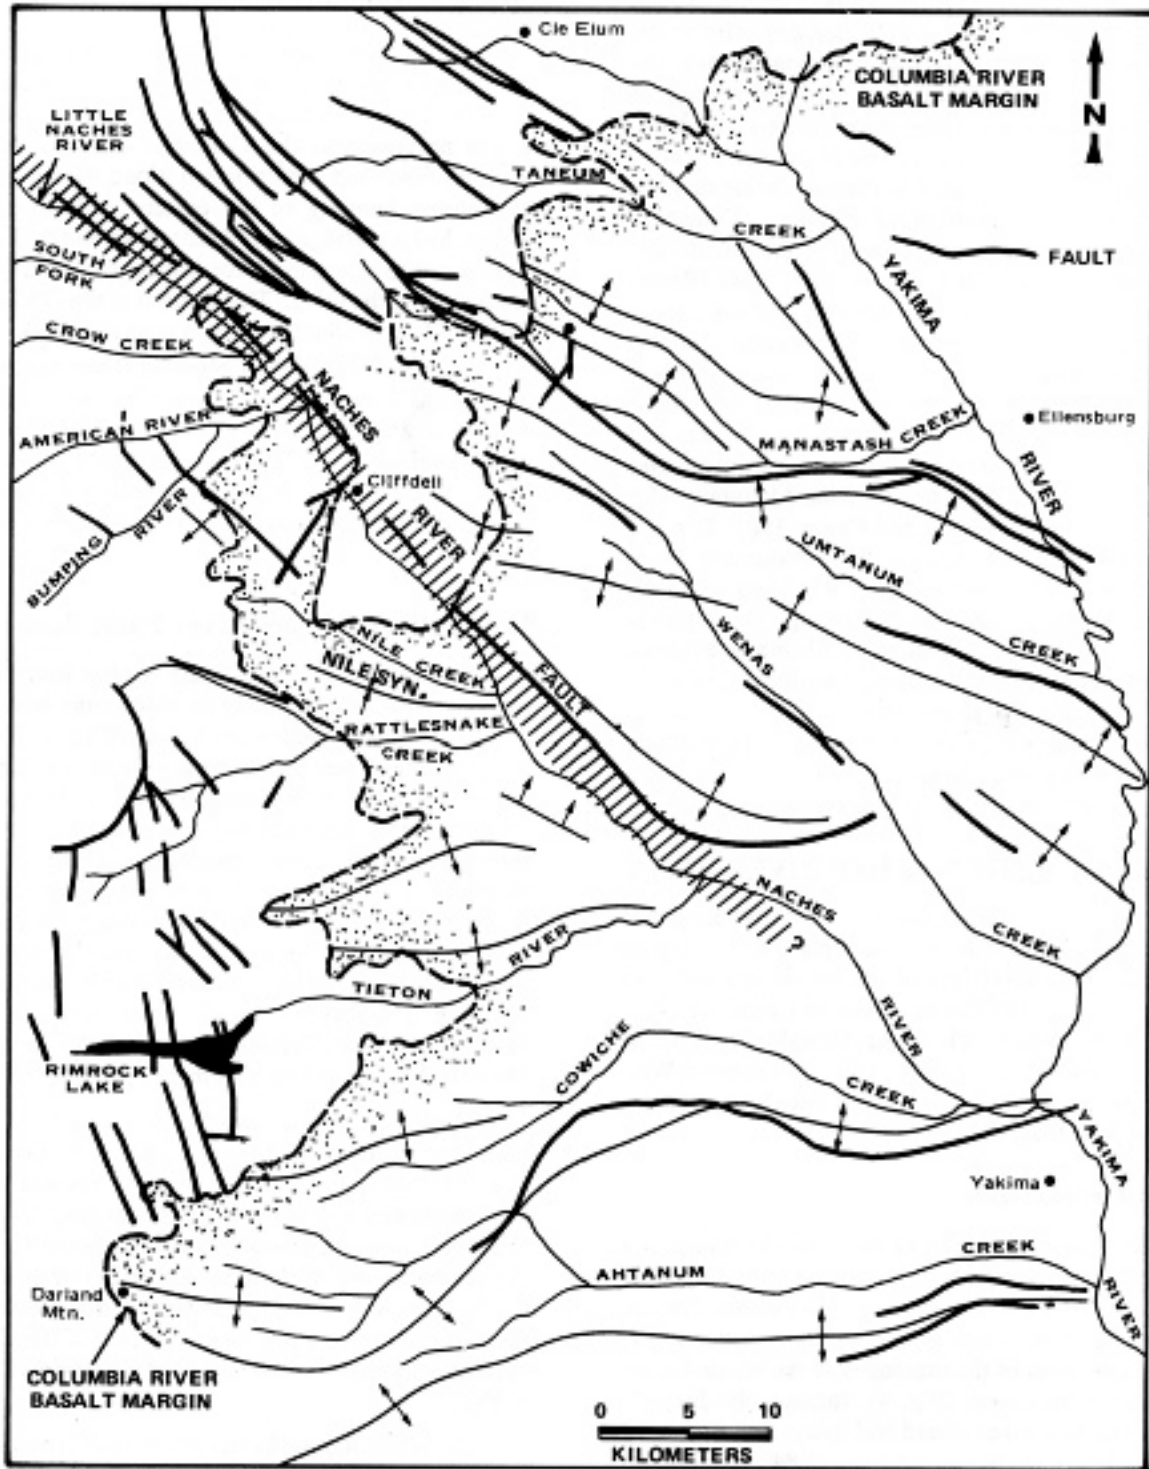 Cle Elum
COLUMBIA RIVER
BASALT MARGIN
N
LITTLE
NACHES
RIVER
TANEUM
CREEK
FAULT
YAKIMA
RIVER
SOUTH
FORK
CROW CREEK
NACHES
RIVER
FAULT
AMERICAN RIVER
MANASTASH CREEK
Ellensburg
Cliffdell
BUMPING
RIVER
UMTANUM
CREEK
NILE CREEK
NILE SYN.
WENAS
CREEK
RATTLESNAKE
CREEK
NACHES
RIVER
?
TIETON
RIVER
RIMROCK
LAKE
COWICHE
CREEK
YAKIMA
RIVER
Yakima
AHTANUM
CREEK
Darland
Mtn.
COLUMBIA RIVER
BASALT MARGIN
0 5 10
KILOMETERS